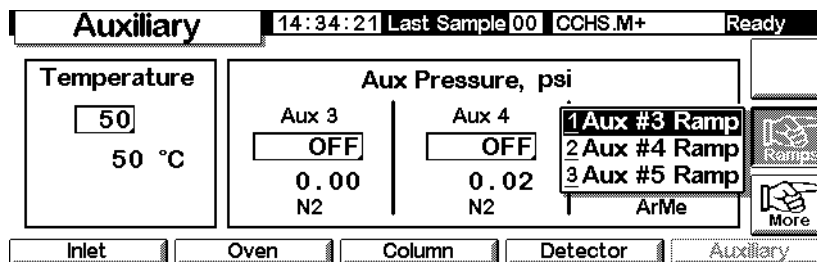 Auxiliary 14:34:21 Last Sample 00 CCHS.M+ Ready
Temperature
50
50 °C
Aux Pressure, psi
Aux 3 Aux 4
OFF OFF
0.00 0.02
N2 N2 ArMe
1 Aux #3 Ramp
2 Aux #4 Ramp
3 Aux #5 Ramp
Ramps
More
Inlet Oven Column Detector Auxiliary